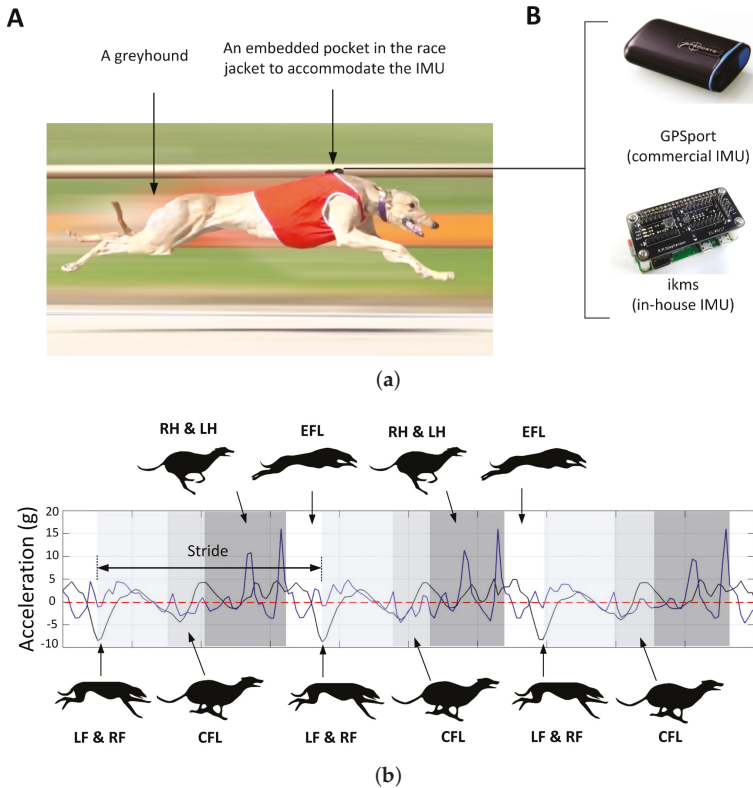 A
B
A greyhound
An embedded pocket in the race
jacket to accommodate the IMU
GPSport
(commercial IMU)
ikms
(in-house IMU)
(a)
RH & LH
EFL
RH & LH
EFL
Acceleration (g)
20
15
10
5
0
-5
-10
Stride
LF & RF
CFL
LF & RF
CFL
LF & RF
CFL
(b)